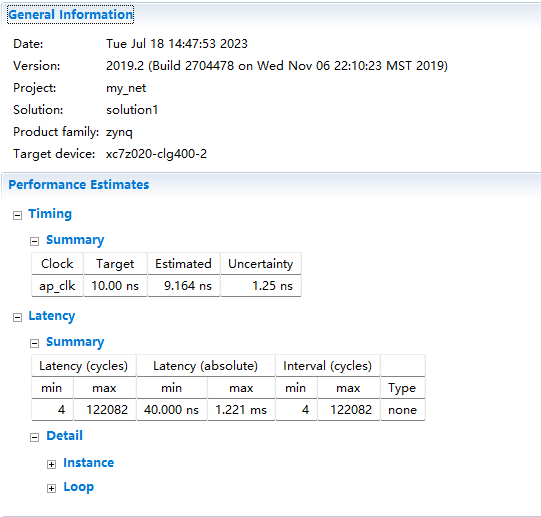 General Information
Date: Tue Jul 18 14:47:53 2023
Version: 2019.2 (Build 2704478 on Wed Nov 06 22:10:23 MST 2019)
Project: my_net
Solution: solution1
Product family: zynq
Target device: xc7z020-clg400-2
Performance Estimates
Timing
Summary
Clock Target Estimated Uncertainty
ap_clk 10.00 ns 9.164 ns 1.25 ns
Latency
Summary
Latency (cycles) Latency (absolute) Interval (cycles)
min max min max min max Type
4 122082 40.000 ns 1.221 ms 4 122082 none
Detail
Instance
Loop